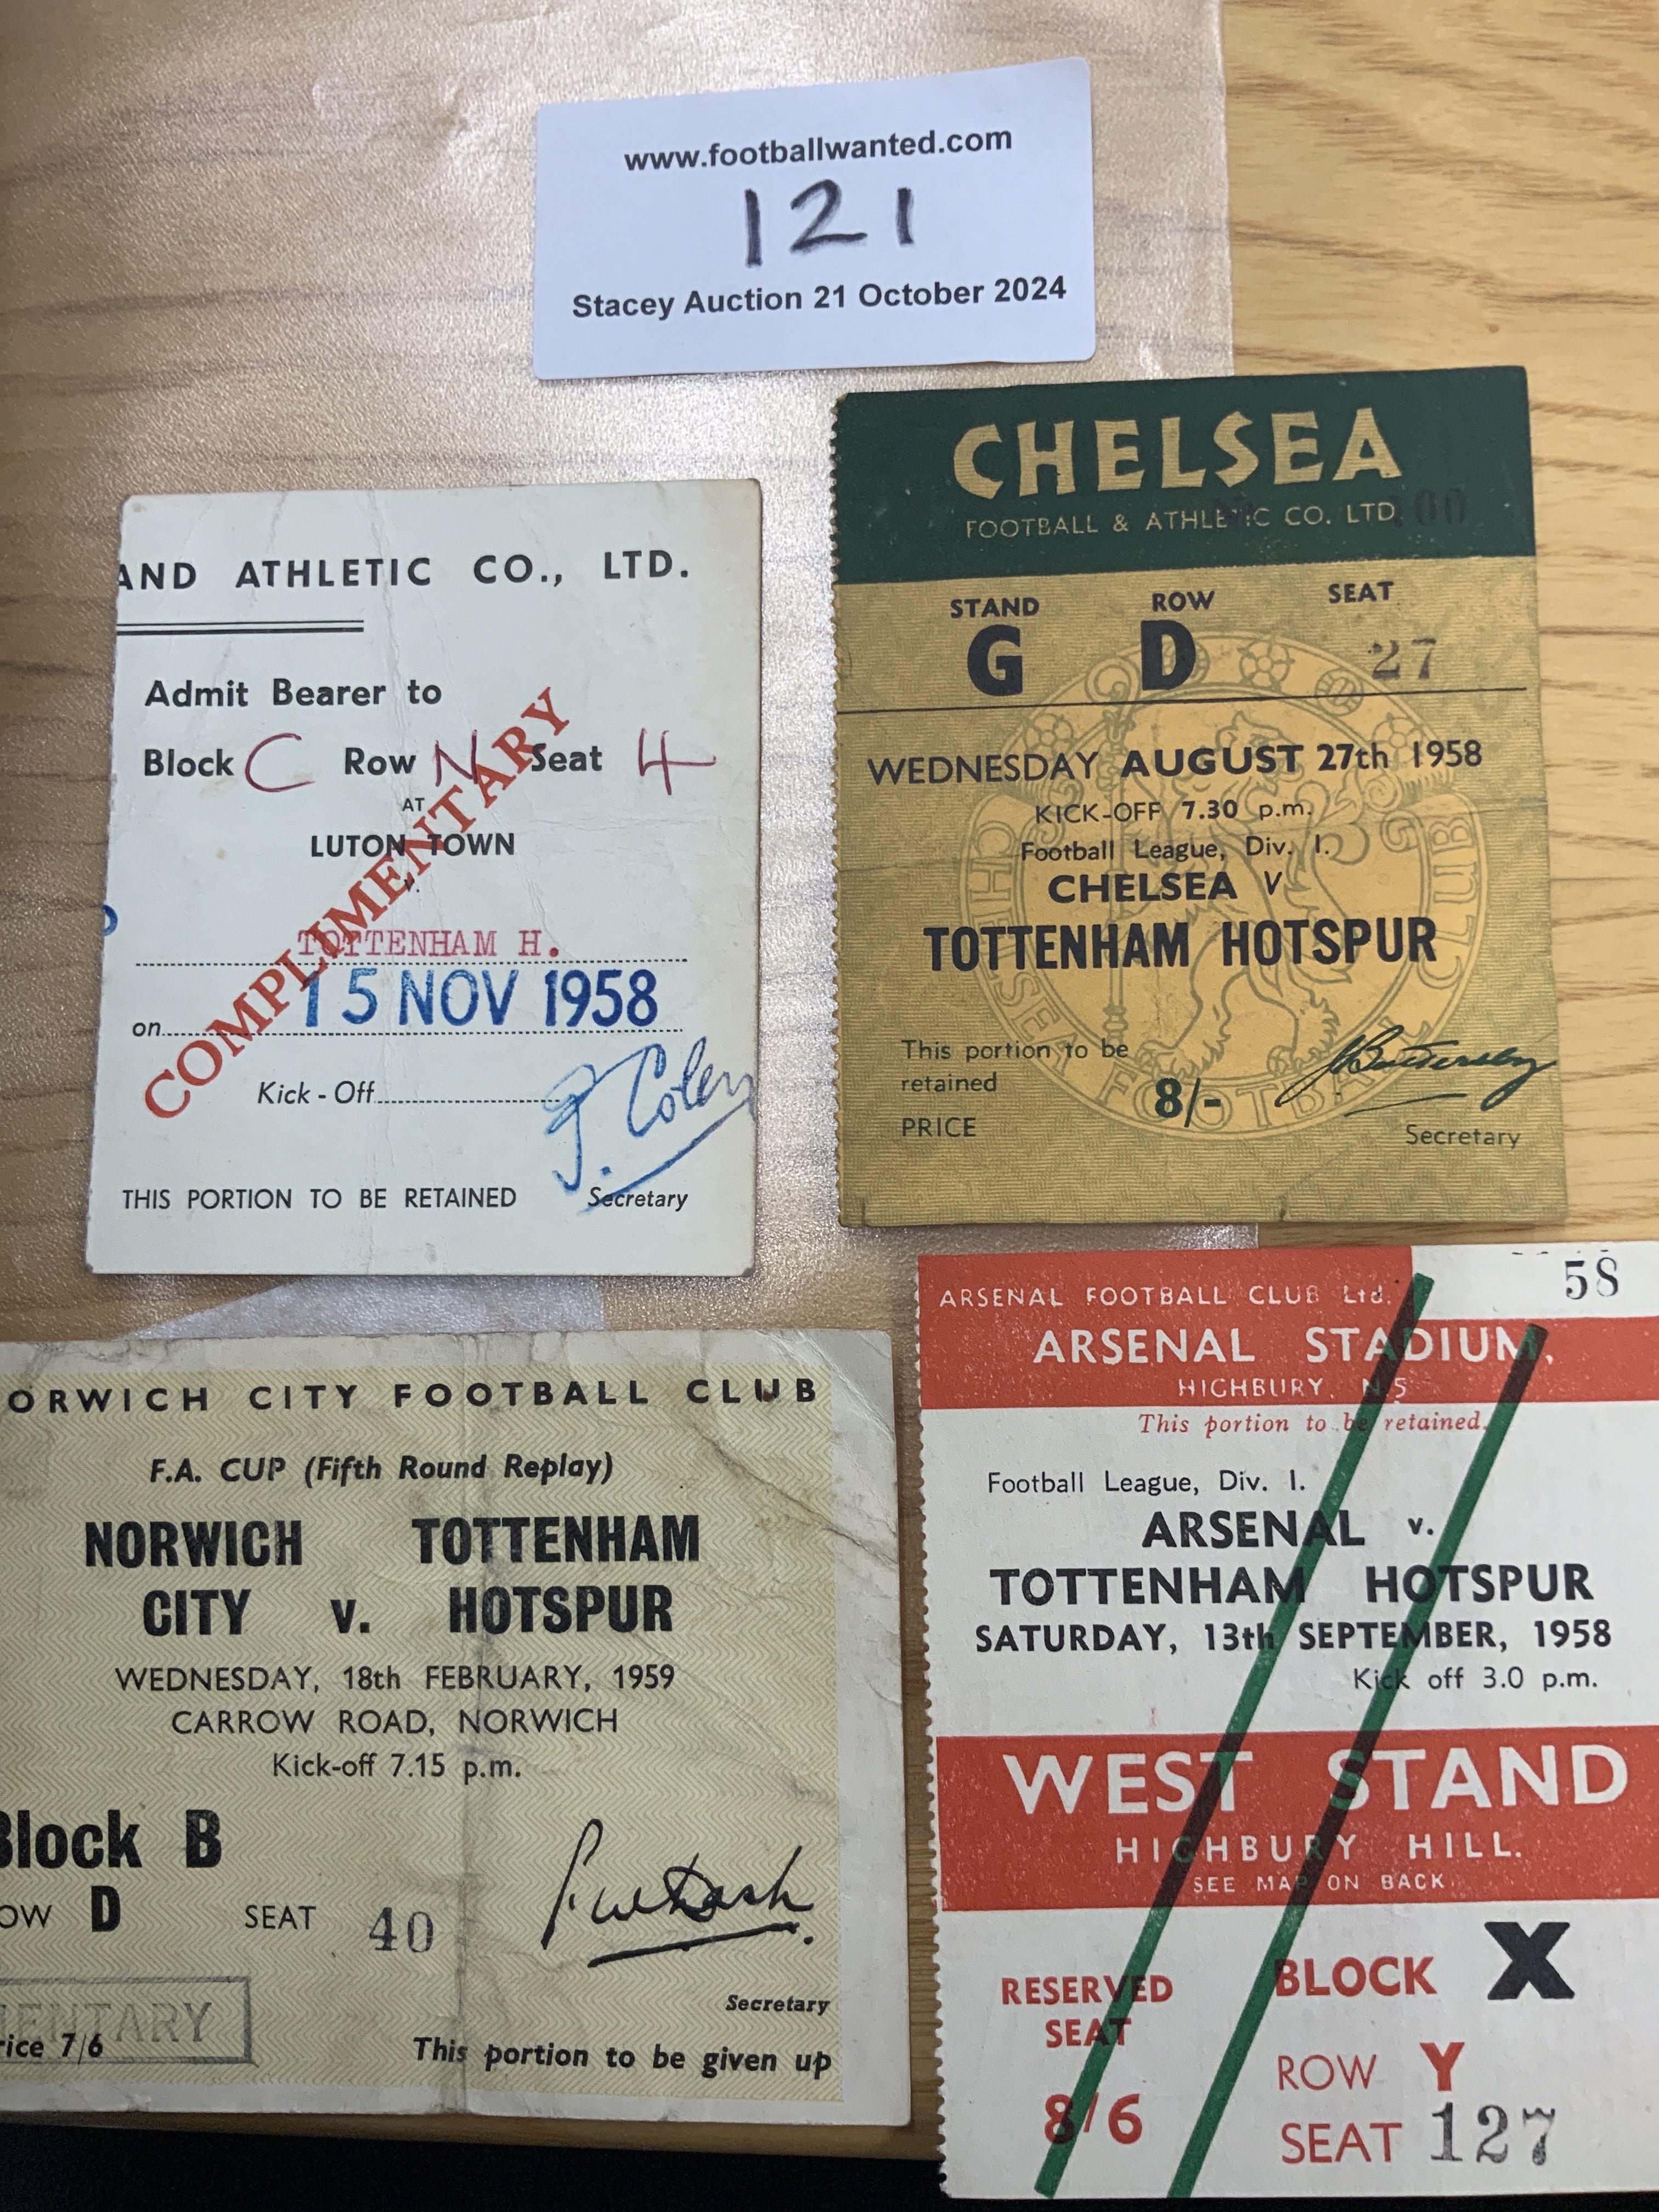 www.footballwanted.com
121
Stacey Auction 21 October 2024
AND ATHLETIC CO., LTD.
Admit Bearer to
Block C Row N Seat 4
AT
LUTON TOWN
v.
TOTTENHAM H.
on 15 NOV 1958
Kick - Off
COMPLIMENTARY
THIS PORTION TO BE RETAINED Secretary
CHELSEA
FOOTBALL & ATHLETIC CO. LTD
STAND ROW SEAT
G D 27
WEDNESDAY AUGUST 27th 1958
KICK-OFF 7.30 p.m.
Football League, Div. I.
CHELSEA v
TOTTENHAM HOTSPUR
This portion to be
retained
PRICE 8/-
Secretary
CHELSEA FOOTBALL CLUB
ORWICH CITY FOOTBALL CLUB
F.A. CUP (Fifth Round Replay)
NORWICH TOTTENHAM
CITY v. HOTSPUR
WEDNESDAY, 18th FEBRUARY, 1959
CARROW ROAD, NORWICH
Kick-off 7.15 p.m.
Block B
OW D SEAT 40
Secretary
MENTARY
rice 7/6 This portion to be given up
58
ARSENAL FOOTBALL CLUB Ltd.
ARSENAL STADIUM,
HIGHBURY, N.5
This portion to be retained.
Football League, Div. I.
ARSENAL v.
TOTTENHAM HOTSPUR
SATURDAY, 13th SEPTEMBER, 1958
Kick off 3.0 p.m.
WEST STAND
HIGHBURY HILL.
SEE MAP ON BACK
RESERVED
SEAT
8/6
BLOCK X
ROW Y
SEAT 127